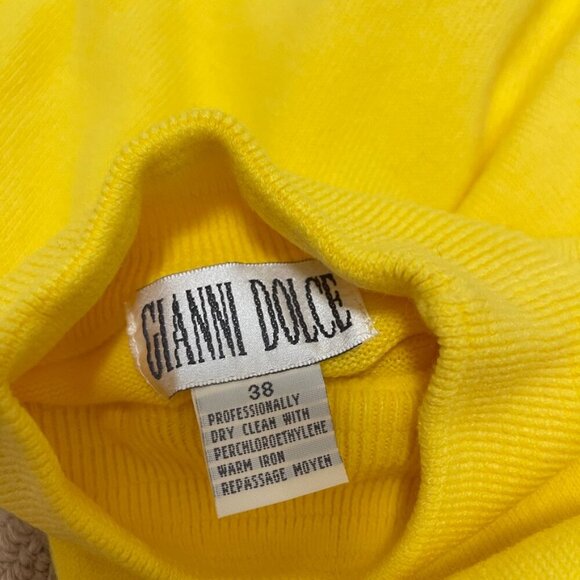 GIANNI DOLCE
38
PROFESSIONALLY
DRY CLEAN WITH
PERCHLOROETHYLENE
WARM IRON
REPASSAGE MOYEN